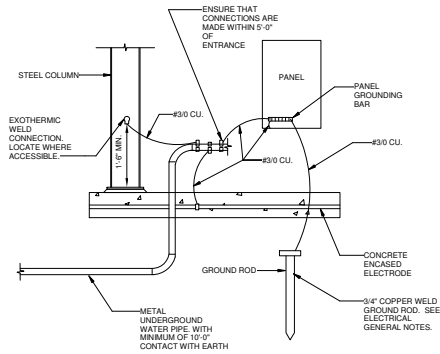 ENSURE THAT
CONNECTIONS ARE
MADE WITHIN 5'-0"
OF
ENTRANCE
STEEL COLUMN
PANEL
PANEL
GROUNDING
BAR
EXOTHERMIC
WELD
CONNECTION.
LOCATE WHERE
ACCESSIBLE.
#3/0 CU.
1'-6" MIN.
#3/0 CU.
#3/0 CU.
CONCRETE
ENCASED
ELECTRODE
GROUND ROD
METAL
UNDERGROUND
WATER PIPE. WITH
MINIMUM OF 10'-0"
CONTACT WITH EARTH
3/4" COPPER WELD
GROUND ROD. SEE
ELECTRICAL
GENERAL NOTES.